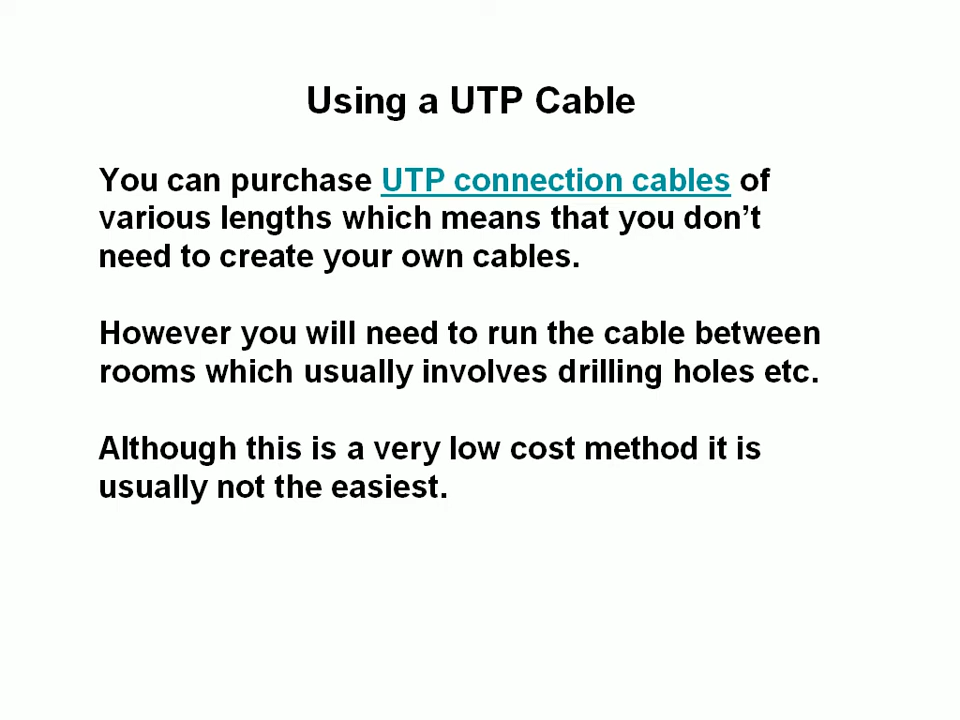 Using a UTP Cable
You can purchase UTP connection cables of
various lengths which means that you don’t
need to create your own cables.
However you will need to run the cable between
rooms which usually involves drilling holes etc.
Although this is a very low cost method it is
usually not the easiest.